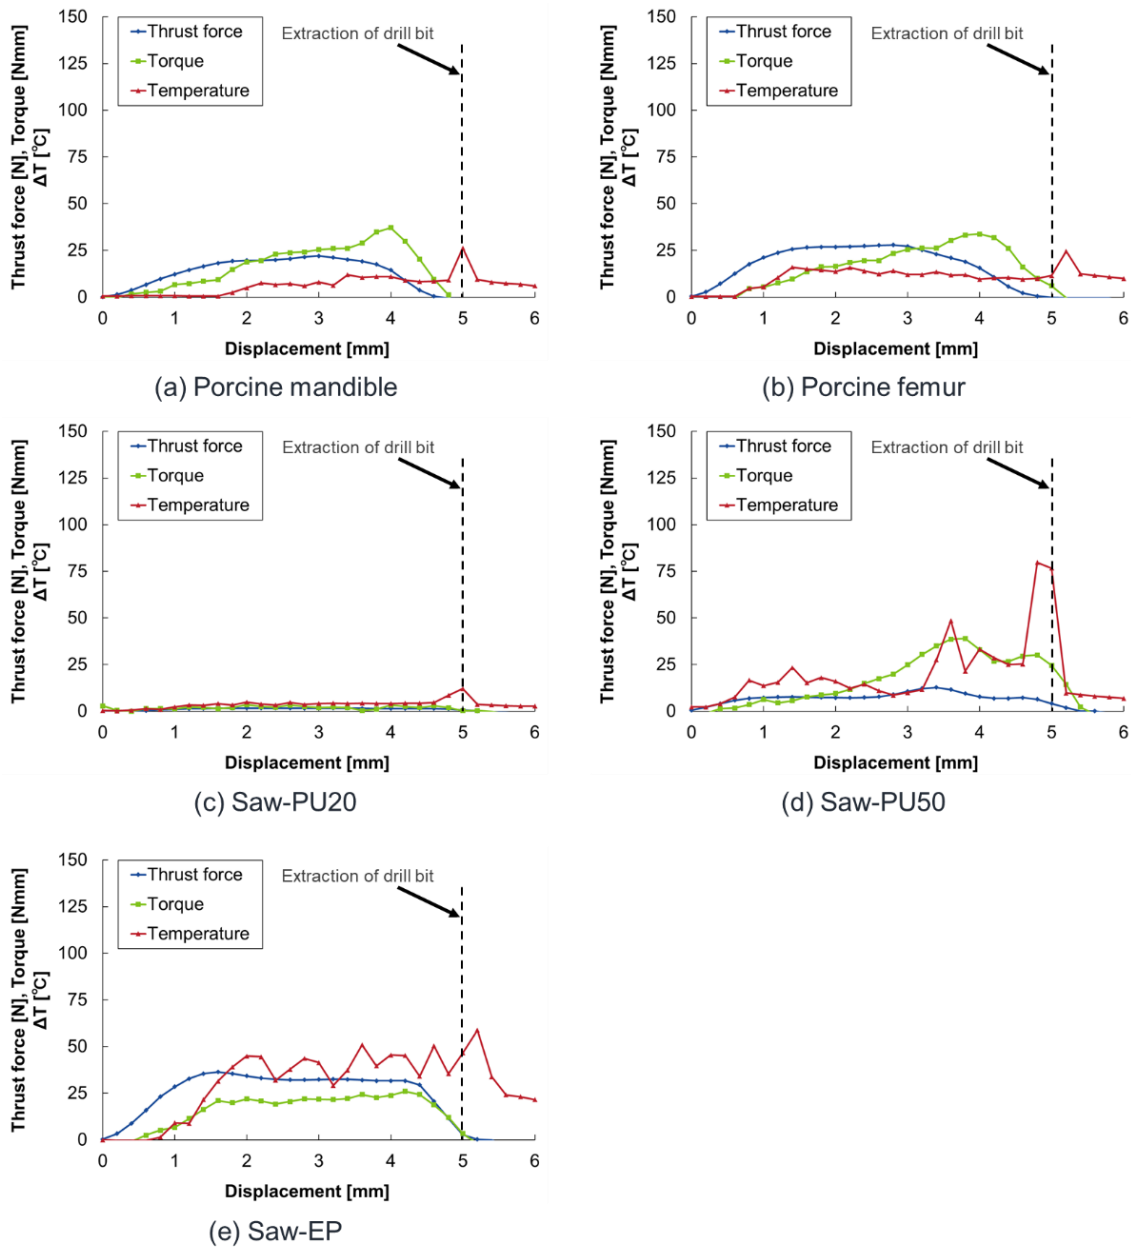 Thrust force [N], Torque [Nmm]
ΔT [℃]
150
125
100
75
50
25
0
Thrust force
Torque
Temperature
Extraction of drill bit
0 1 2 3 4 5 6
Displacement [mm]
(a) Porcine mandible
Thrust force [N], Torque [Nmm]
ΔT [℃]
150
125
100
75
50
25
0
Thrust force
Torque
Temperature
Extraction of drill bit
0 1 2 3 4 5 6
Displacement [mm]
(b) Porcine femur
Thrust force [N], Torque [Nmm]
ΔT [℃]
150
125
100
75
50
25
0
Thrust force
Torque
Temperature
Extraction of drill bit
0 1 2 3 4 5 6
Displacement [mm]
(c) Saw-PU20
Thrust force [N], Torque [Nmm]
ΔT [℃]
150
125
100
75
50
25
0
Thrust force
Torque
Temperature
Extraction of drill bit
0 1 2 3 4 5 6
Displacement [mm]
(d) Saw-PU50
Thrust force [N], Torque [Nmm]
ΔT [℃]
150
125
100
75
50
25
0
Thrust force
Torque
Temperature
Extraction of drill bit
0 1 2 3 4 5 6
Displacement [mm]
(e) Saw-EP